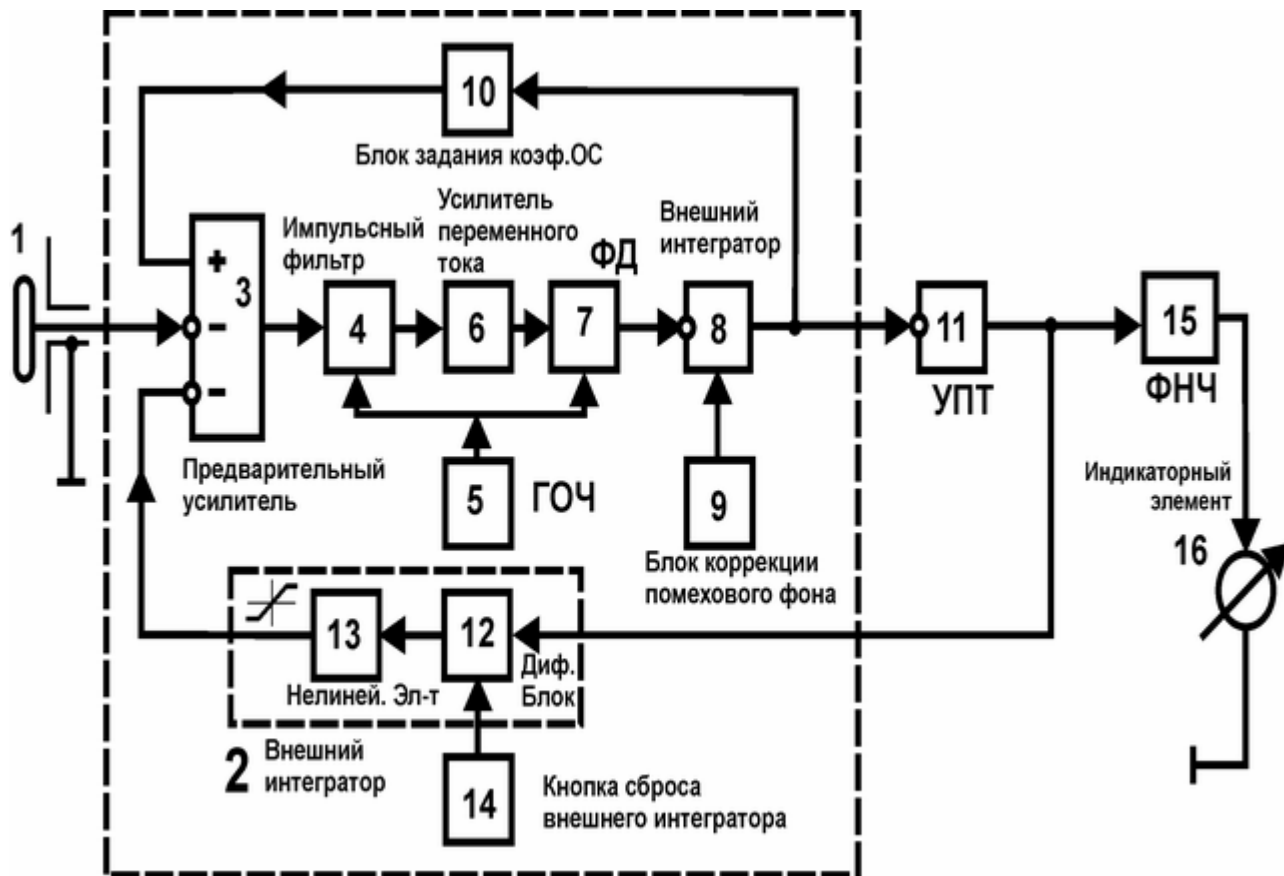 10
Блок задания коэф.ОС
1
+
3
-
-
Предварительный
усилитель
Импульсный
фильтр
4
Усилитель
переменного
тока
6
ФД
7
Внешний
интегратор
8
5
ГОЧ
9
Блок коррекции
помехового фона
11
УПТ
15
ФНЧ
Индикаторный
элемент
16
13
Нелиней. Эл-т
12
Диф.
Блок
2
Внешний
интегратор
14
Кнопка сброса
внешнего интегратора